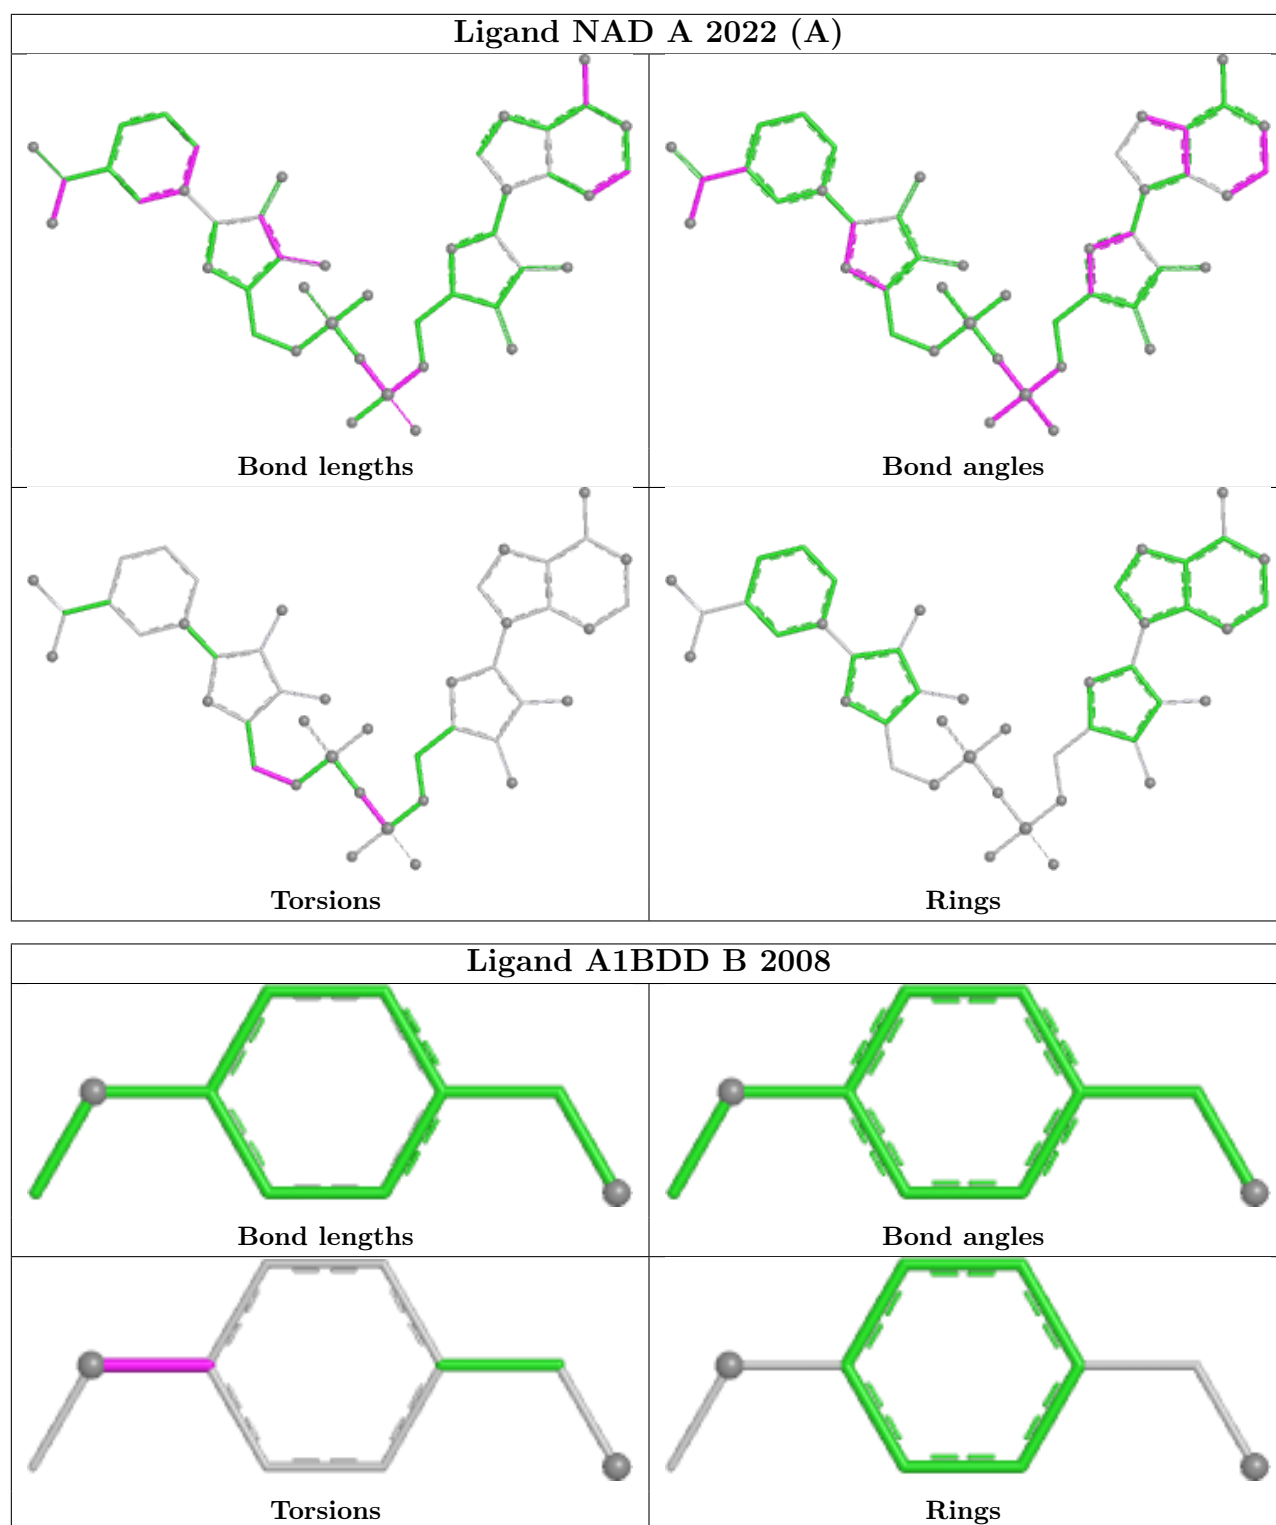 Ligand NAD A 2022 (A)
Bond lengths
Bond angles
Torsions
Rings
Ligand A1BDD B 2008
Bond lengths
Bond angles
Torsions
Rings